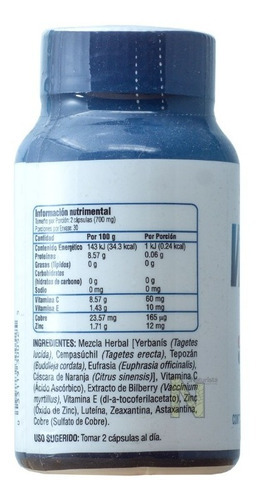 Información nutrimental
Tamaño por Porción 2 cápsulas (700 mg)
Porciones por Envase 30
Cantidad Por 100 g Por Porción
Contenido Energético 143 kJ (34.3 kcal) 1 kJ (0.24 kcal)
Proteínas 8.57 g 0.06 g
Grasas (lípidos) 0 g 0 g
Carbohidratos
(hidratos de carbono) 0 g 0 g
Sodio 0 mg 0 mg
Vitamina C 8.57 g 60 mg
Vitamina E 1.43 g 10 mg
Cobre 23.57 mg 165 µg
Zinc 1.71 g 12 mg
INGREDIENTES: Mezcla Herbal [Yerbanís (Tagetes
lucida), Cempasúchil (Tagetes erecta), Tepozán
(Buddleja cordata), Eufrasia (Euphrasia officinalis),
Cáscara de Naranja (Citrus sinensis)], Vitamina C
(Ácido Ascórbico), Extracto de Bilberry (Vaccinum
myrtillus), Vitamina E (dl-a-tocoferilacetato), Zinc
(Óxido de Zinc), Luteína, Zeaxantina, Astaxantina,
Cobre (Sulfato de Cobre).
USO SUGERIDO: Tomar 2 cápsulas al día.